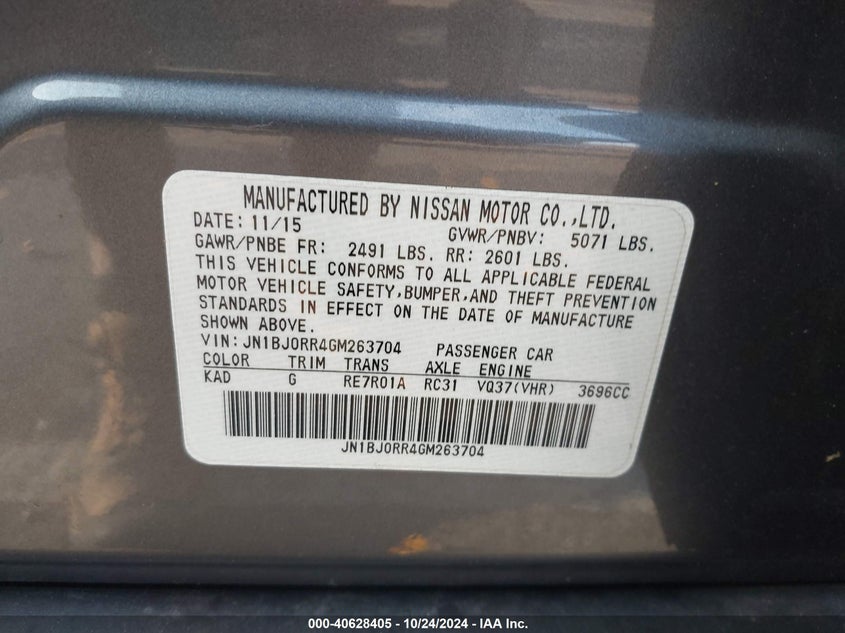 MANUFACTURED BY NISSAN MOTOR CO.,LTD.
DATE: 11/15 GVWR/PNBV: 5071 LBS.
GAWR/PNBE FR: 2491 LBS. RR: 2601 LBS.
THIS VEHICLE CONFORMS TO ALL APPLICABLE FEDERAL
MOTOR VEHICLE SAFETY,BUMPER,AND THEFT PREVENTION
STANDARDS IN EFFECT ON THE DATE OF MANUFACTURE
SHOWN ABOVE.
VIN: JN1BJ0RR4GM263704 PASSENGER CAR
COLOR TRIM TRANS AXLE ENGINE
KAD G RE7R01A RC31 VQ37(VHR) 3696CC
JN1BJ0RR4GM263704
000-40628405 - 10/24/2024 - IAA Inc.